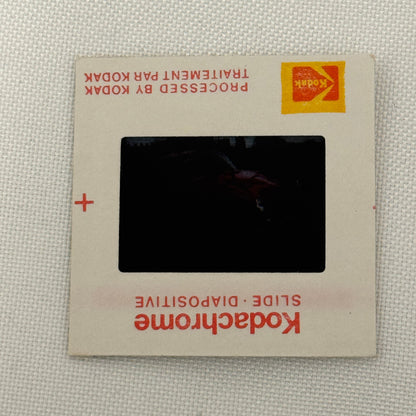 Kodachrome
SLIDE · DIAPOSITIVE
PROCESSED BY KODAK
TRAITEMENT PAR KODAK
Kodak